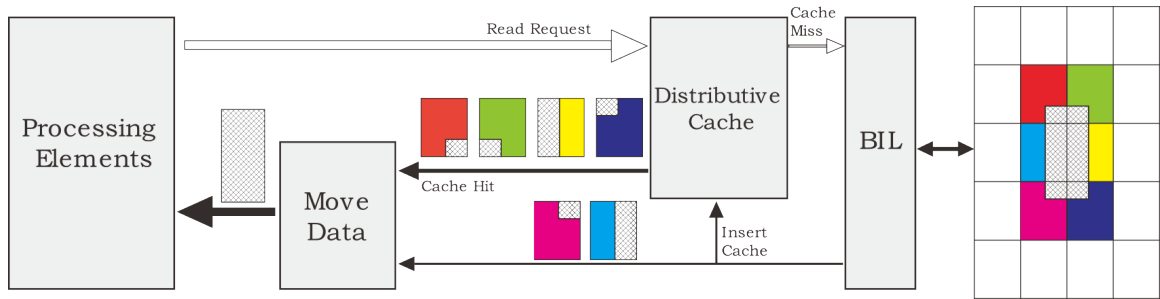 Processing
Elements
Read Request
Cache
Miss
Distributive
Cache
BIL
Cache Hit
Move
Data
Insert
Cache